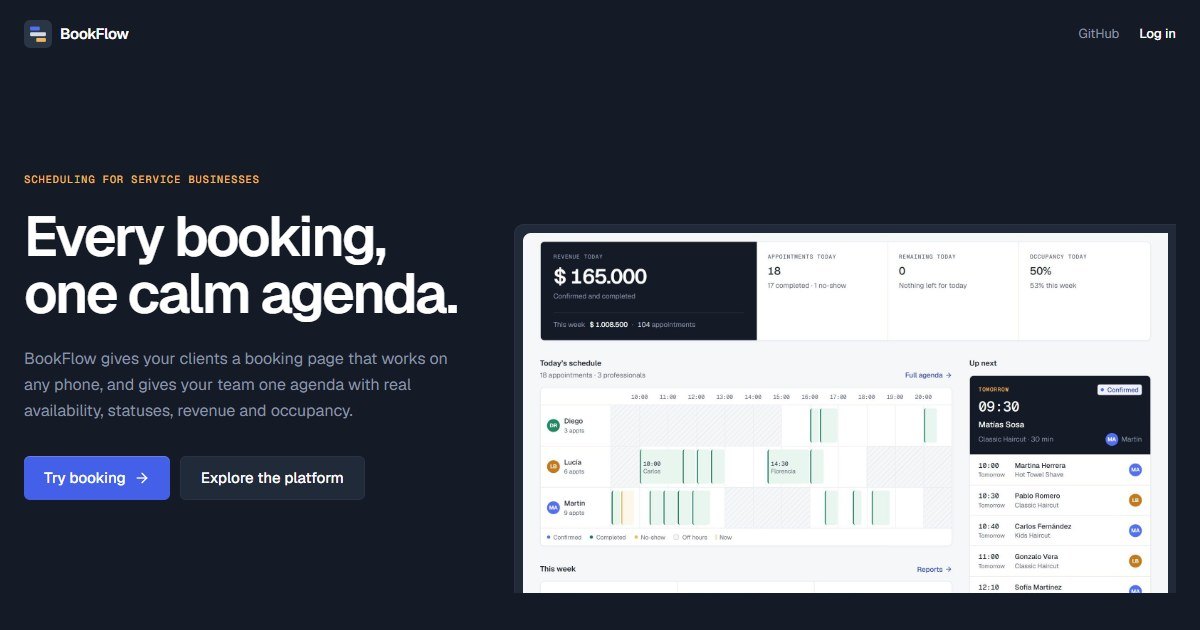 BookFlow
GitHub
Log in
SCHEDULING FOR SERVICE BUSINESSES
Every booking,
one calm agenda.
BookFlow gives your clients a booking page that works on
any phone, and gives your team one agenda with real
availability, statuses, revenue and occupancy.
Try booking →
Explore the platform
REVENUE TODAY
$ 165.000
Confirmed and completed
This week $ 1.008.500 · 104 appointments
APPOINTMENTS TODAY
18
17 completed · 1 no-show
REMAINING TODAY
0
Nothing left for today
OCCUPANCY TODAY
50%
53% this week
Today's schedule
18 appointments · 3 professionals
Full agenda →
10:00 11:00 12:00 13:00 14:00 15:00 16:00 17:00 18:00 19:00 20:00
DR Diego
3 appts
LB Lucía
6 appts
10:00
Carlos
14:30
Florencia
MA Martín
9 appts
Confirmed Completed No-show Off hours Now
This week
Reports →
Up next
TOMORROW
Confirmed
09:30
Matías Sosa
Classic Haircut · 30 min
MA Martín
10:00 Martina Herrera
Tomorrow Hot Towel Shave
MA
10:30 Pablo Romero
Tomorrow Classic Haircut
LB
10:40 Carlos Fernández
Tomorrow Kids Haircut
MA
11:00 Gonzalo Vera
Tomorrow Classic Haircut
LB
12:10 Sofía Martínez
Tomorrow Classic Haircut
MA